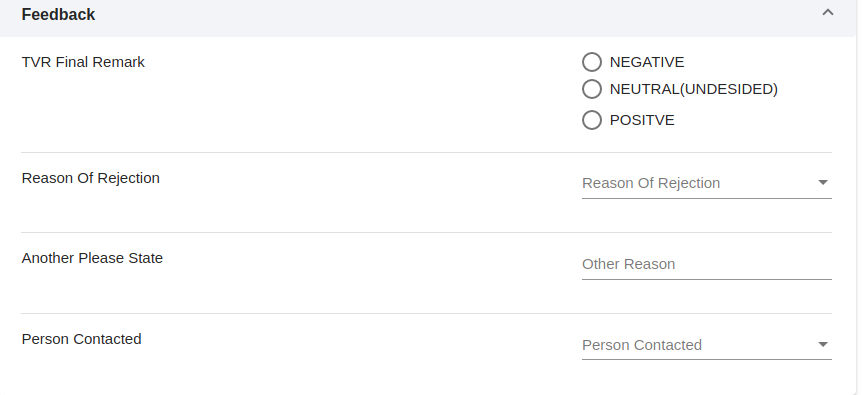 Feedback
TVR Final Remark
NEGATIVE
NEUTRAL(UNDESIDED)
POSITVE
Reason Of Rejection
Reason Of Rejection
Another Please State
Other Reason
Person Contacted
Person Contacted